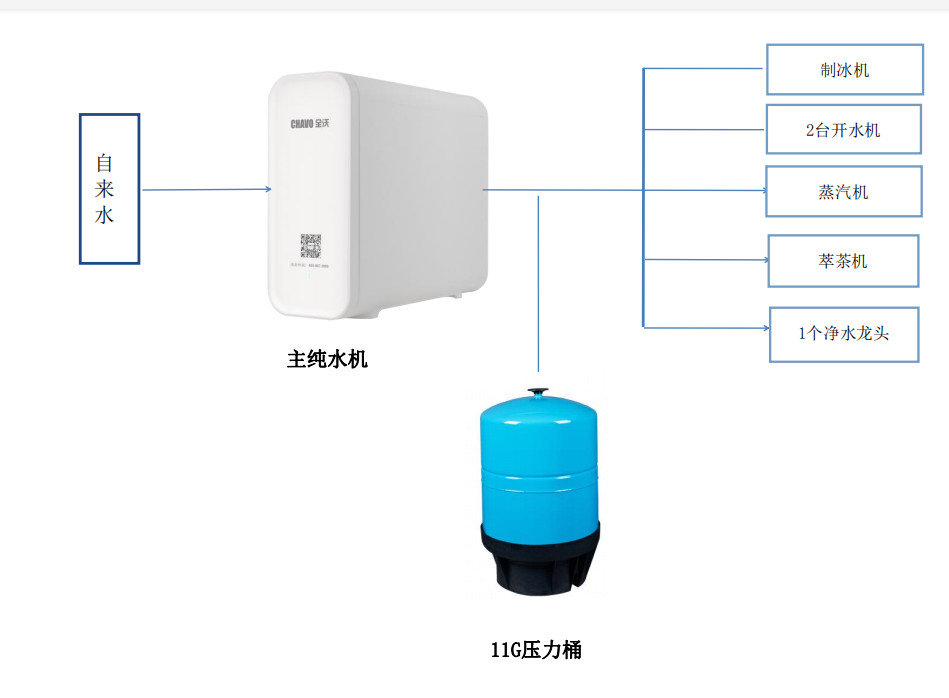 自来水
CHAVO 全沃
主纯水机
制冰机
2台开水机
蒸汽机
萃茶机
1个净水龙头
11G压力桶